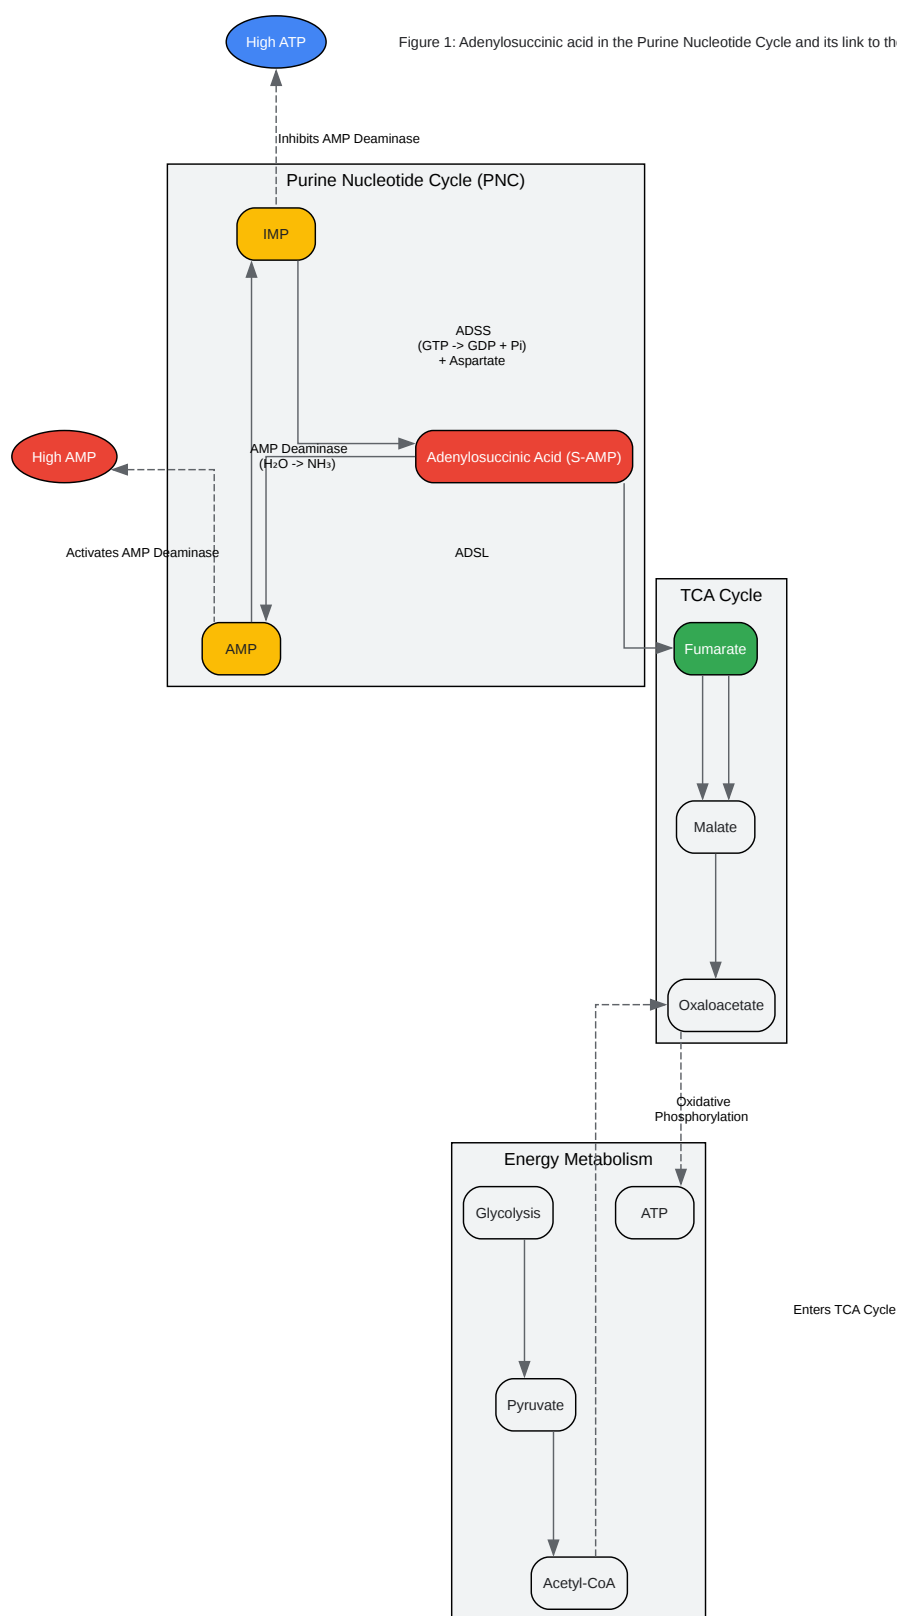 High ATP
Figure 1: Adenylosuccinic acid in the Purine Nucleotide Cycle and its link to th
Inhibits AMP Deaminase
Purine Nucleotide Cycle (PNC)
IMP
ADSS
(GTP -> GDP + Pi)
+ Aspartate
High AMP
AMP Deaminase
(H₂O -> NH₃)
Adenylosuccinic Acid (S-AMP)
Activates AMP Deaminase
ADSL
TCA Cycle
AMP
Fumarate
Malate
Oxaloacetate
Oxidative
Phosphorylation
Energy Metabolism
Glycolysis
ATP
Enters TCA Cycle
Pyruvate
Acetyl-CoA